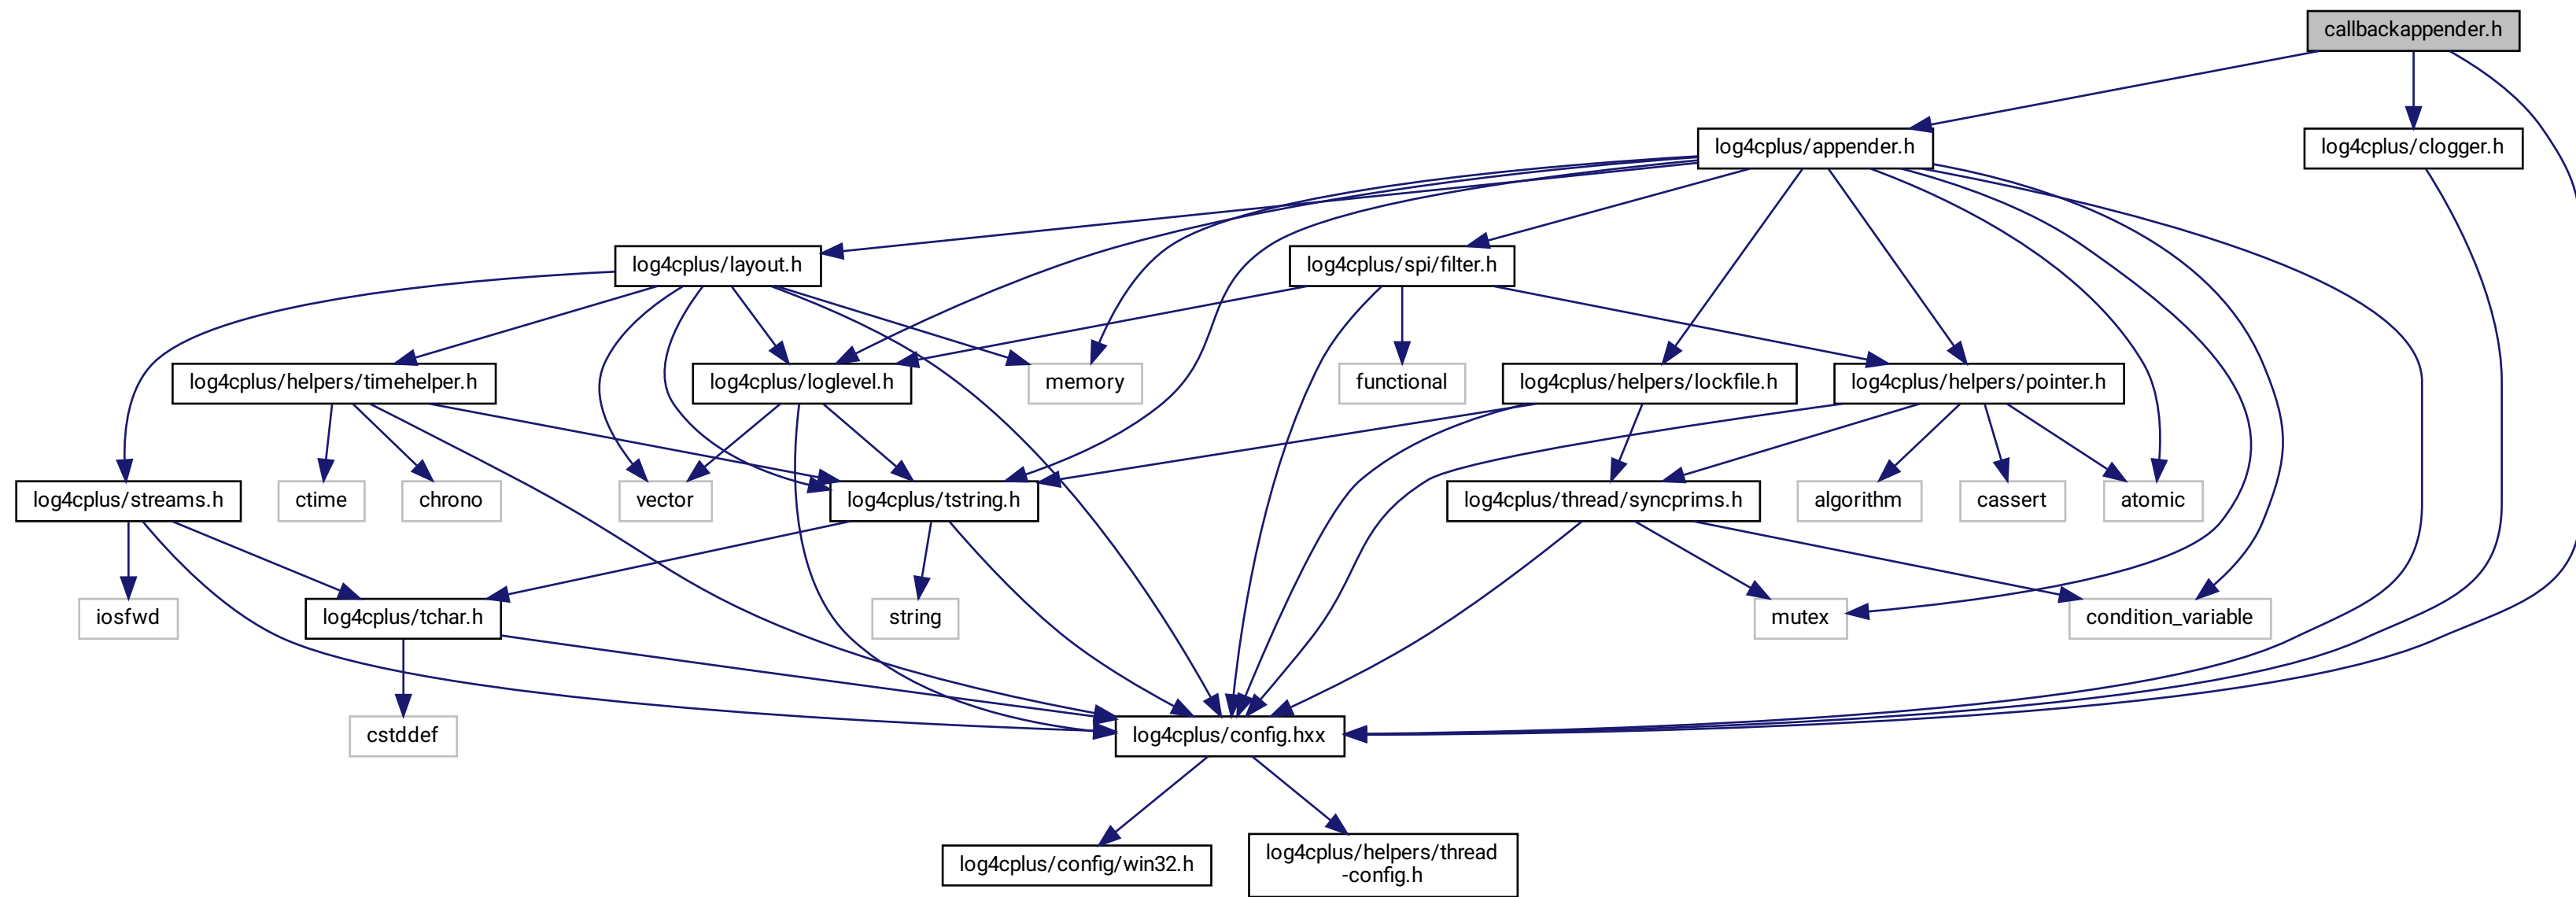 callbackappender.h
log4cplus/appender.h
log4cplus/clogger.h
log4cplus/layout.h
log4cplus/spi/filter.h
log4cplus/helpers/timehelper.h
log4cplus/loglevel.h
memory
functional
log4cplus/helpers/lockfile.h
log4cplus/helpers/pointer.h
log4cplus/streams.h
ctime
chrono
vector
log4cplus/tstring.h
log4cplus/thread/syncprims.h
algorithm
cassert
atomic
iosfwd
log4cplus/tchar.h
string
mutex
condition_variable
cstddef
log4cplus/config.hxx
log4cplus/config/win32.h
log4cplus/helpers/thread
-config.h